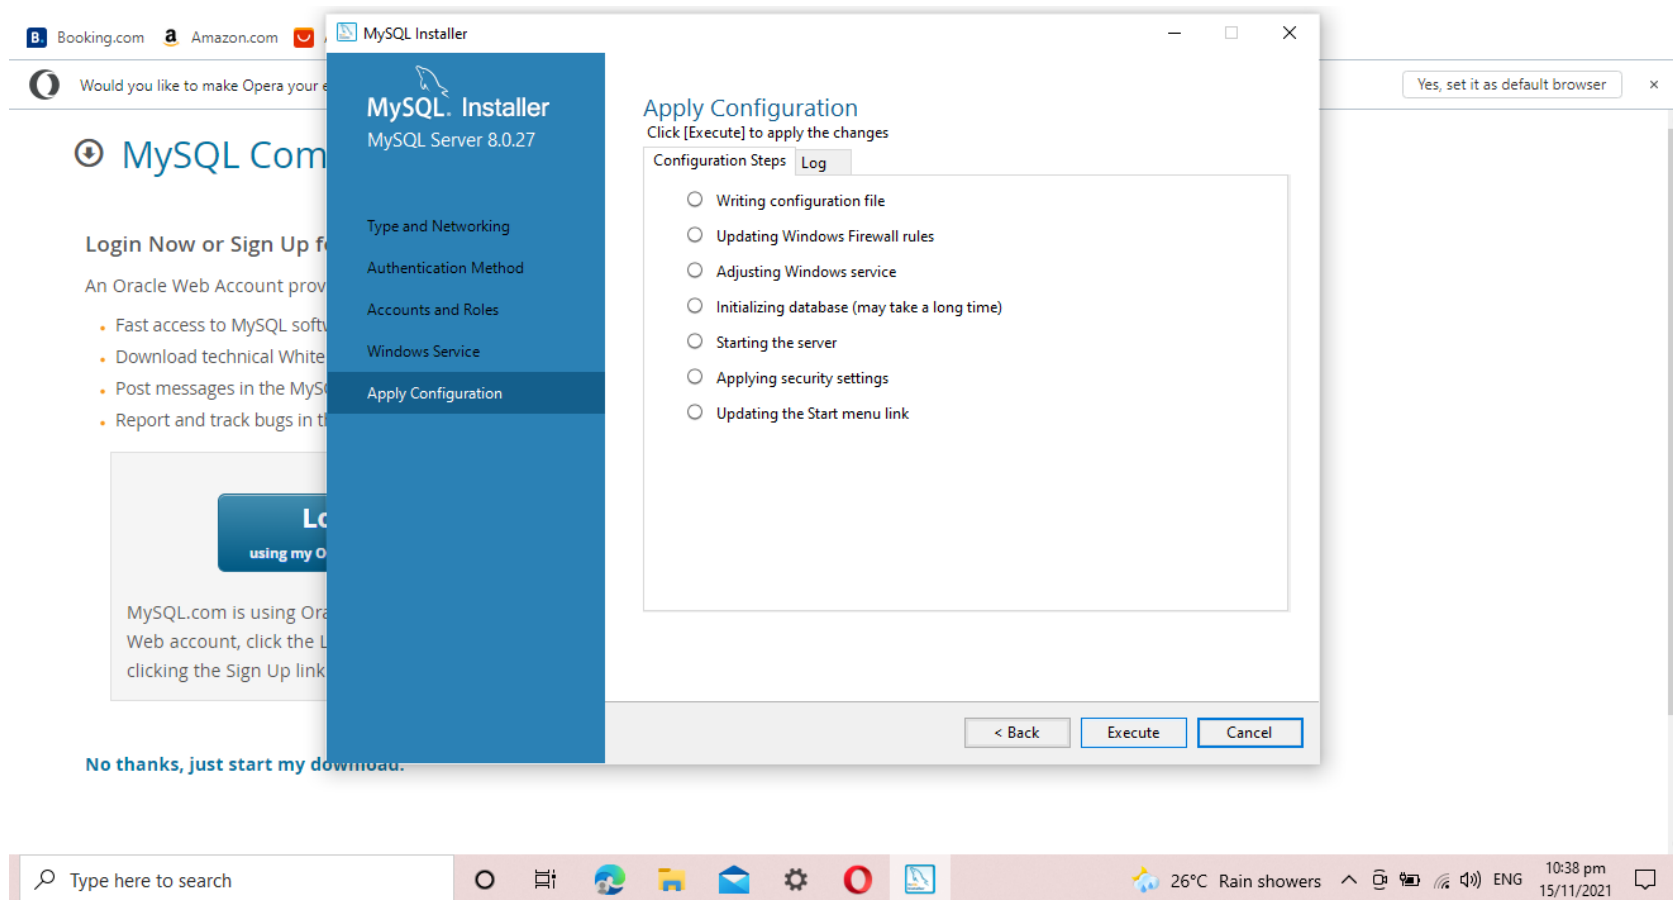 Booking.com
Amazon.com
MySQL Installer
Would you like to make Opera your
Yes, set it as default browser
MySQL Com
Login Now or Sign Up f
An Oracle Web Account prov
Fast access to MySQL softw
Download technical White
Post messages in the MyS
Report and track bugs in t
Lo
using my O
MySQL.com is using Ora
Web account, click the L
clicking the Sign Up link
No thanks, just start my download.
MySQL Installer
MySQL Server 8.0.27
Type and Networking
Authentication Method
Accounts and Roles
Windows Service
Apply Configuration
Apply Configuration
Click [Execute] to apply the changes
Configuration Steps
Log
Writing configuration file
Updating Windows Firewall rules
Adjusting Windows service
Initializing database (may take a long time)
Starting the server
Applying security settings
Updating the Start menu link
< Back
Execute
Cancel
Type here to search
26°C Rain showers
ENG
10:38 pm
15/11/2021